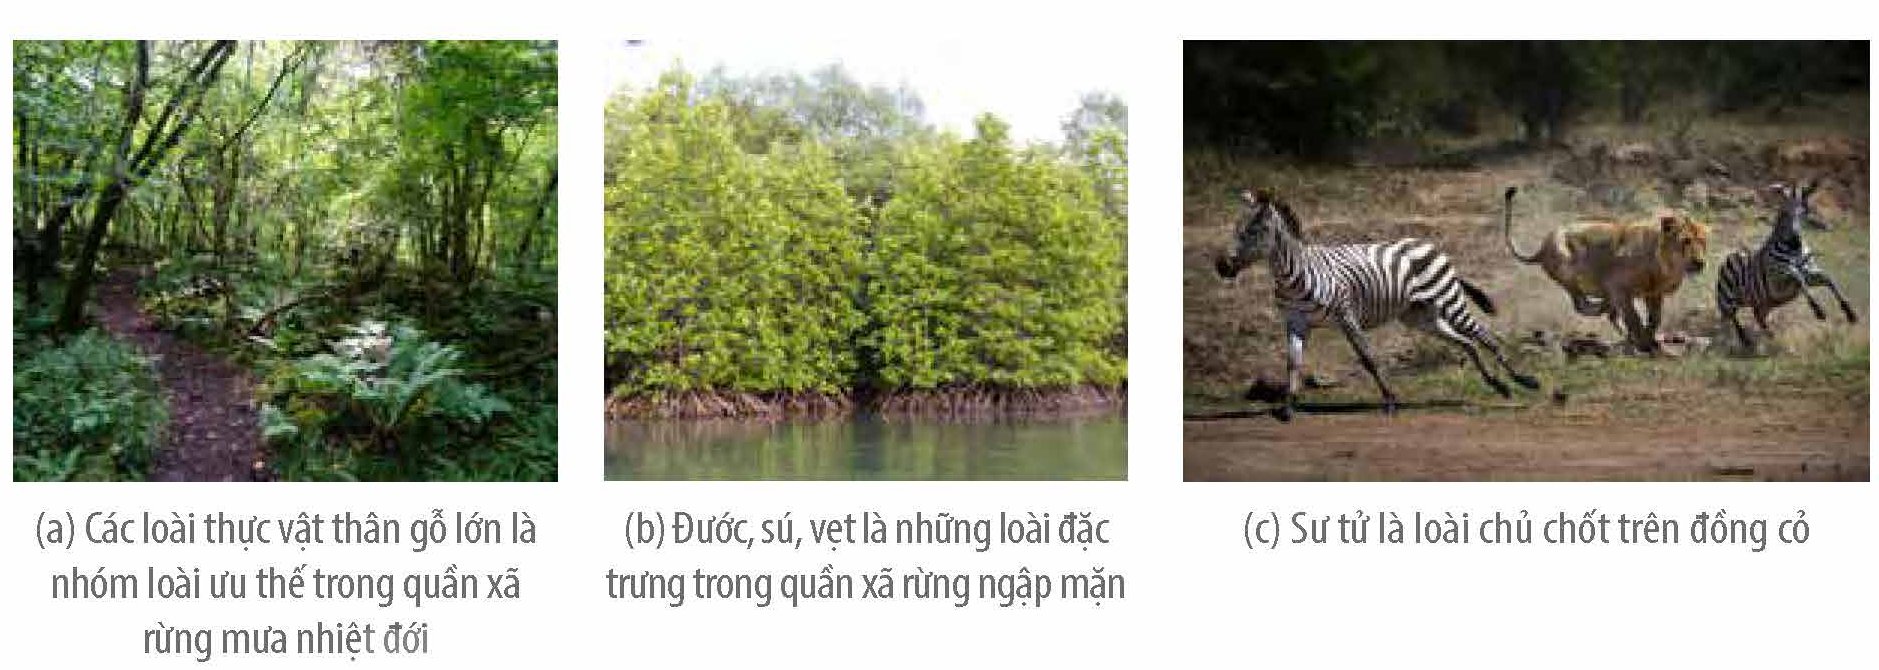 (a) Các loài thực vật thân gỗ lớn là
nhóm loài ưu thế trong quần xã
rừng mưa nhiệt đới
(b) Đước, sú, vẹt là những loài đặc
trưng trong quần xã rừng ngập mặn
(c) Sư tử là loài chủ chốt trên đồng cỏ